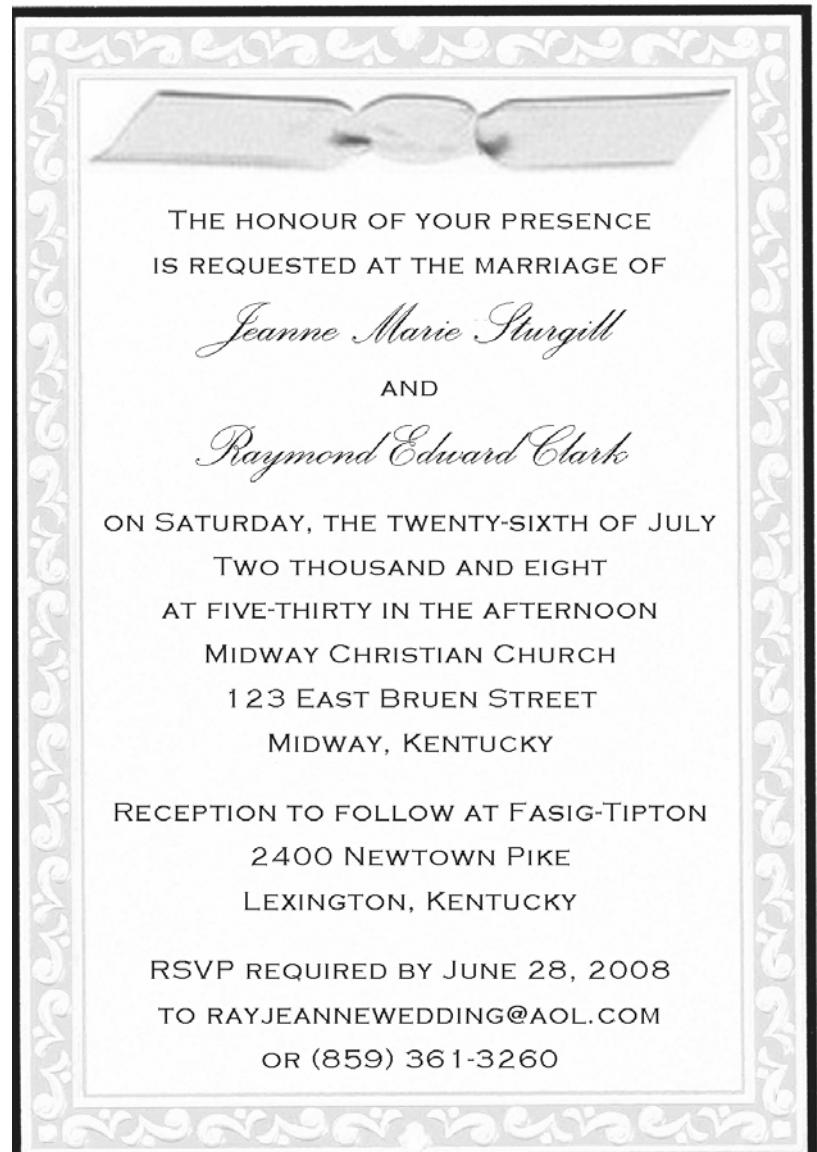 The honour of your presence
is requested at the marriage of
Jeanne Marie Sturgill
and
Raymond Edward Clark
on Saturday, the twenty-sixth of July
Two thousand and eight
at five-thirty in the afternoon
Midway Christian Church
123 East Bruen Street
Midway, Kentucky
Reception to follow at Fasig-Tipton
2400 Newtown Pike
Lexington, Kentucky
RSVP required by June 28, 2008
to rayjeannewedding@aol.com
or (859) 361-3260